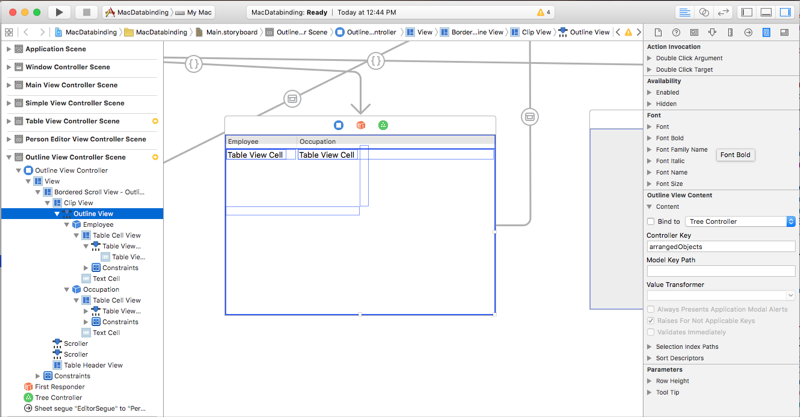 MacDatabinding
My Mac
MacDatabinding: Ready
Today at 12:44 PM
4
MacDatabinding
MacDatabinding
Main.storyboard
Outline...r Scene
Outline...ntroller
View
Border...ine View
Clip View
Outline View
Application Scene
Window Controller Scene
Main View Controller Scene
Simple View Controller Scene
Table View Controller Scene
Person Editor View Controller Scene
Outline View Controller Scene
Outline View Controller
View
Bordered Scroll View - Outli...
Clip View
Outline View
Employee
Table Cell View
Table View...
Table Vie...
Constraints
Text Cell
Occupation
Table Cell View
Table View...
Constraints
Text Cell
Scroller
Scroller
Table Header View
Constraints
First Responder
Tree Controller
Sheet segue "EditorSegue" to "Per...
{}
{}
Employee
Occupation
Table View Cell
Table View Cell
Action Invocation
Double Click Argument
Double Click Target
Availability
Enabled
Hidden
Font
Font
Font Bold
Font Family Name
Font Italic
Font Name
Font Size
Font Bold
Outline View Content
Content
Bind to
Tree Controller
Controller Key
arrangedObjects
Model Key Path
Value Transformer
Always Presents Application Modal Alerts
Raises For Not Applicable Keys
Validates Immediately
Selection Index Paths
Sort Descriptors
Parameters
Row Height
Tool Tip